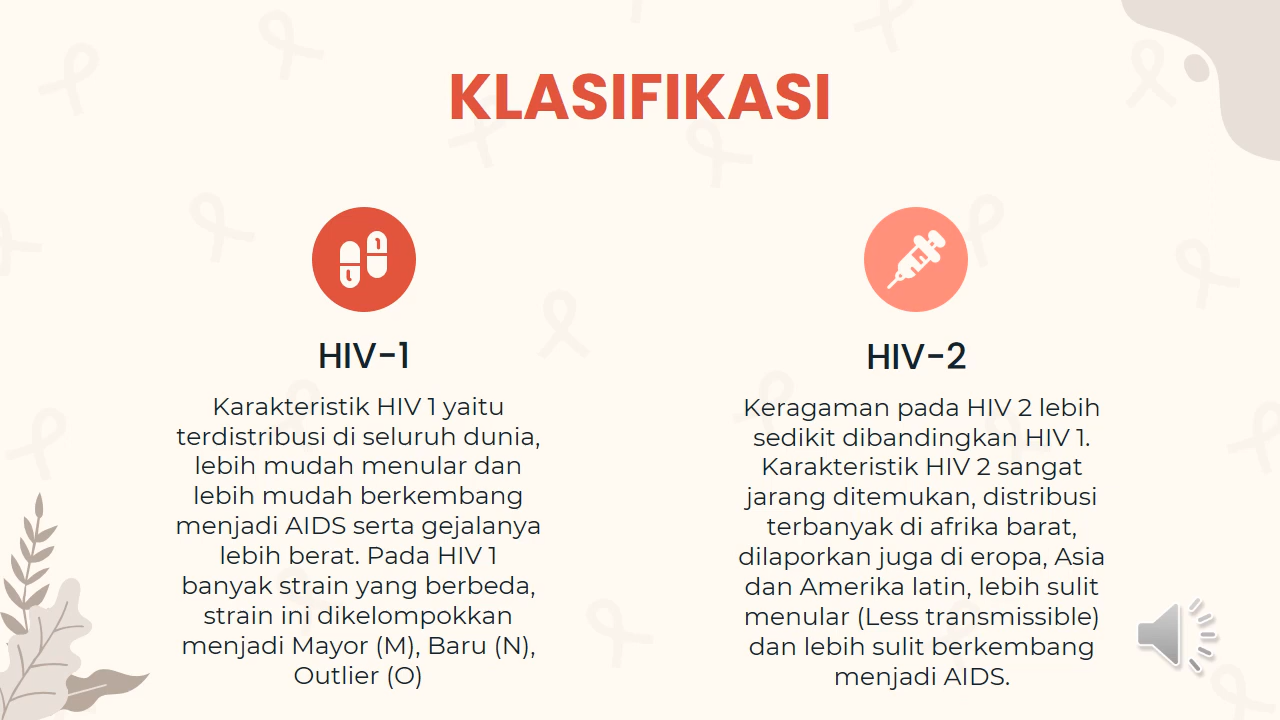 KLASIFIKASI
HIV-1
Karakteristik HIV 1 yaitu
terdistribusi di seluruh dunia,
lebih mudah menular dan
lebih mudah berkembang
menjadi AIDS serta gejalanya
lebih berat. Pada HIV 1
banyak strain yang berbeda,
strain ini dikelompokkan
menjadi Mayor (M), Baru (N),
Outlier (O)
HIV-2
Keragaman pada HIV 2 lebih
sedikit dibandingkan HIV 1.
Karakteristik HIV 2 sangat
jarang ditemukan, distribusi
terbanyak di afrika barat,
dilaporkan juga di eropa, Asia
dan Amerika latin, lebih sulit
menular (Less transmissible)
dan lebih sulit berkembang
menjadi AIDS.